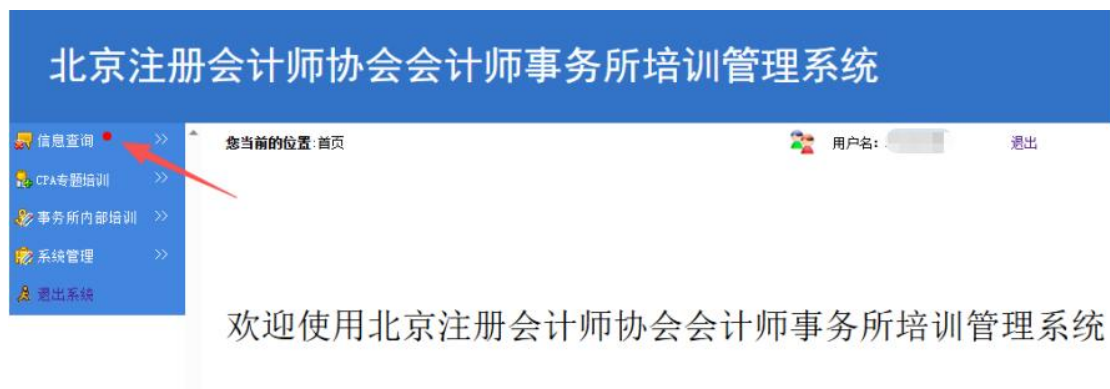 北京注册会计师协会会计师事务所培训管理系统
信息查询 >>
您当前的位置:首页 用户名: 退出
CPA专题培训 >>
事务所内部培训 >>
系统管理 >>
退出系统
欢迎使用北京注册会计师协会会计师事务所培训管理系统